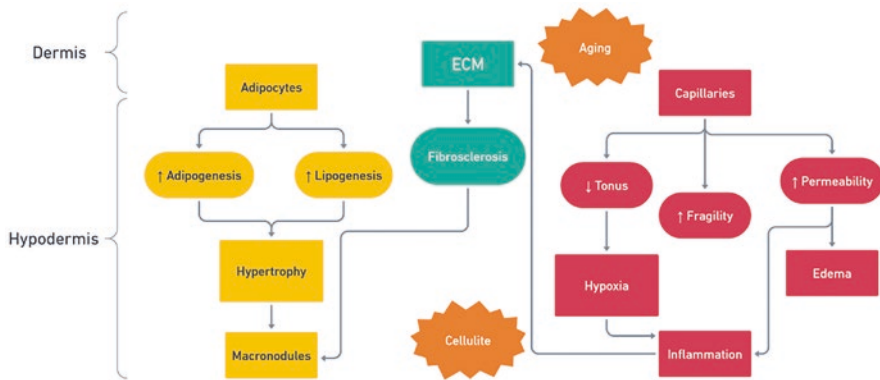 Dermis
Aging
ECM
Adipocytes
Capillaries
Fibrosclerosis
↑ Adipogenesis
↑ Lipogenesis
↓ Tonus
↑ Permeability
↑ Fragility
Hypodermis
Hypertrophy
Hypoxia
Edema
Cellulite
Macronodules
Inflammation